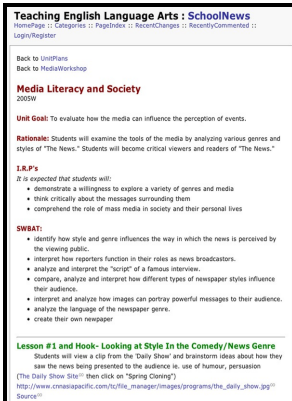 Teaching English Language Arts : SchoolNews
HomePage :: Categories :: PageIndex :: RecentChanges :: RecentlyCommented ::
Login/Register
Back to UnitPlans
Back to MediaWorkshop
Media Literacy and Society
2005W
Unit Goal: To evaluate how the media can influence the perception of events.
Rationale: Students will examine the tools of the media by analyzing various genres and
styles of "The News." Students will become critical viewers and readers of "The News."
I.R.P's
It is expected that students will:
• demonstrate a willingness to explore a variety of genres and media
• think critically about the messages surrounding them
• comprehend the role of mass media in society and their personal lives
SWBAT:
• identify how style and genre influences the way in which the news is perceived by
the viewing public.
• interpret how reporters function in their roles as news broadcasters.
• analyze and interpret the "script" of a famous interview.
• compare, analyze and interpret how different types of newspaper styles influence
their audience.
• interpret and analyze how images can portray powerful messages to their audience.
• analyze the language of the newspaper genre.
• create their own newpaper
Lesson #1 and Hook- Looking at Style In the Comedy/News Genre
Students will view a clip from the 'Daily Show' and brainstorm ideas about how they
saw the news being presented to the audience ie. use of humour, persuasion
(The Daily Show Site then click on "Spring Cloning")
http://www.cnnasiapacific.com/tc/file_manager/images/programs/the_daily_show.jpg
Source